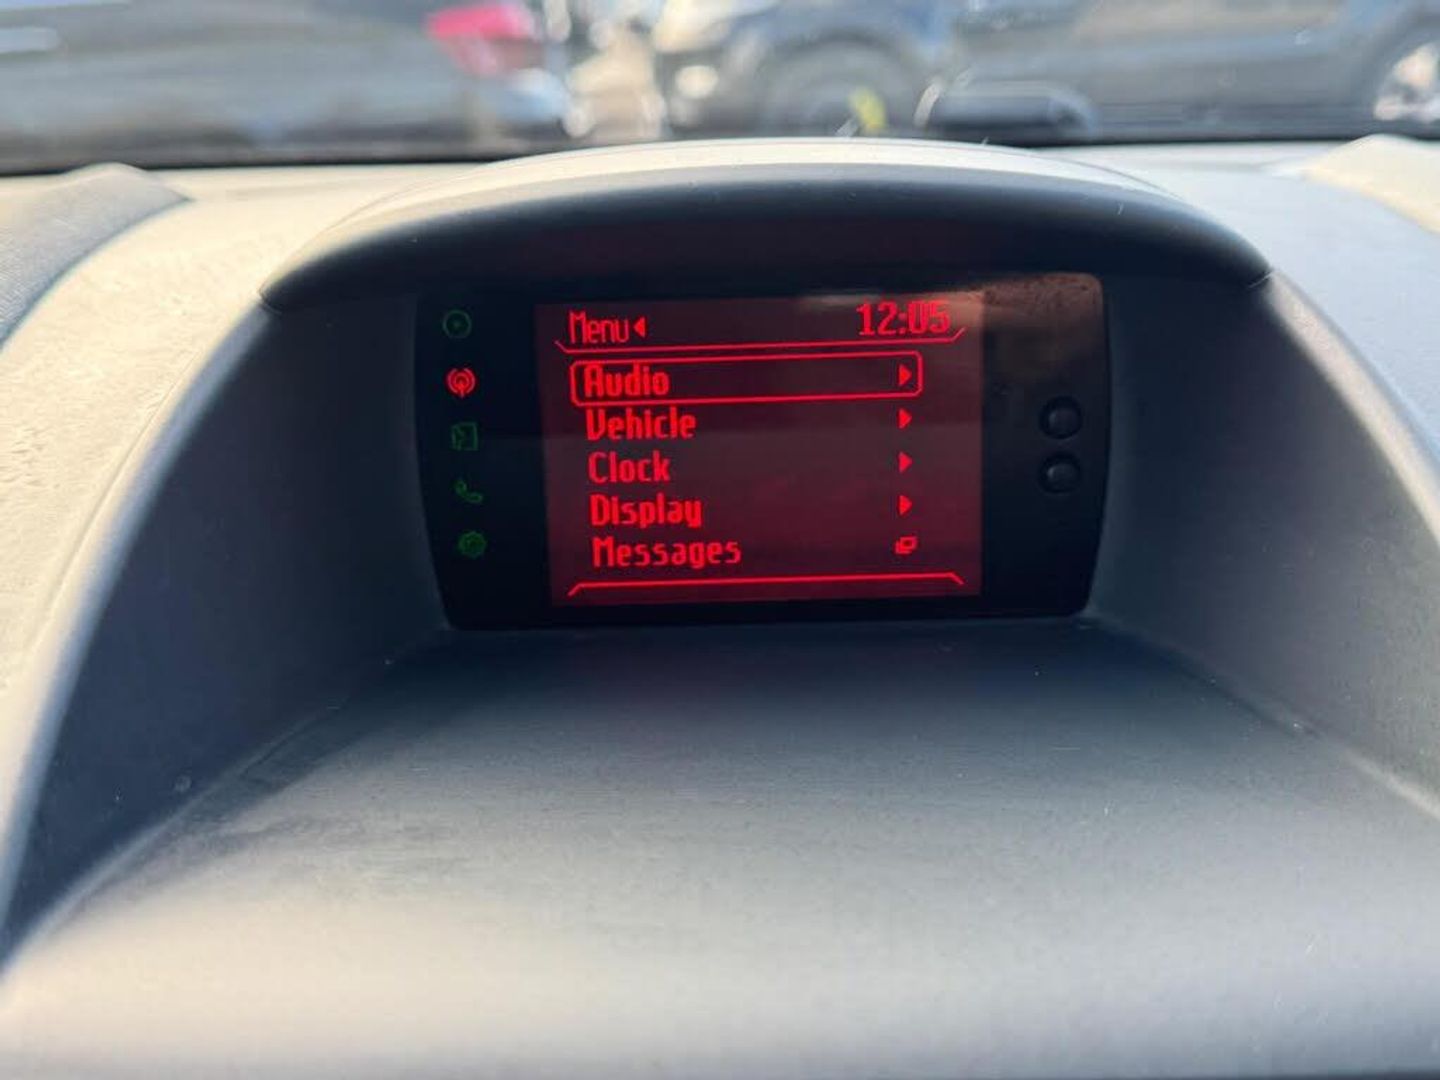 Menu 12:05
Audio
Vehicle
Clock
Display
Messages